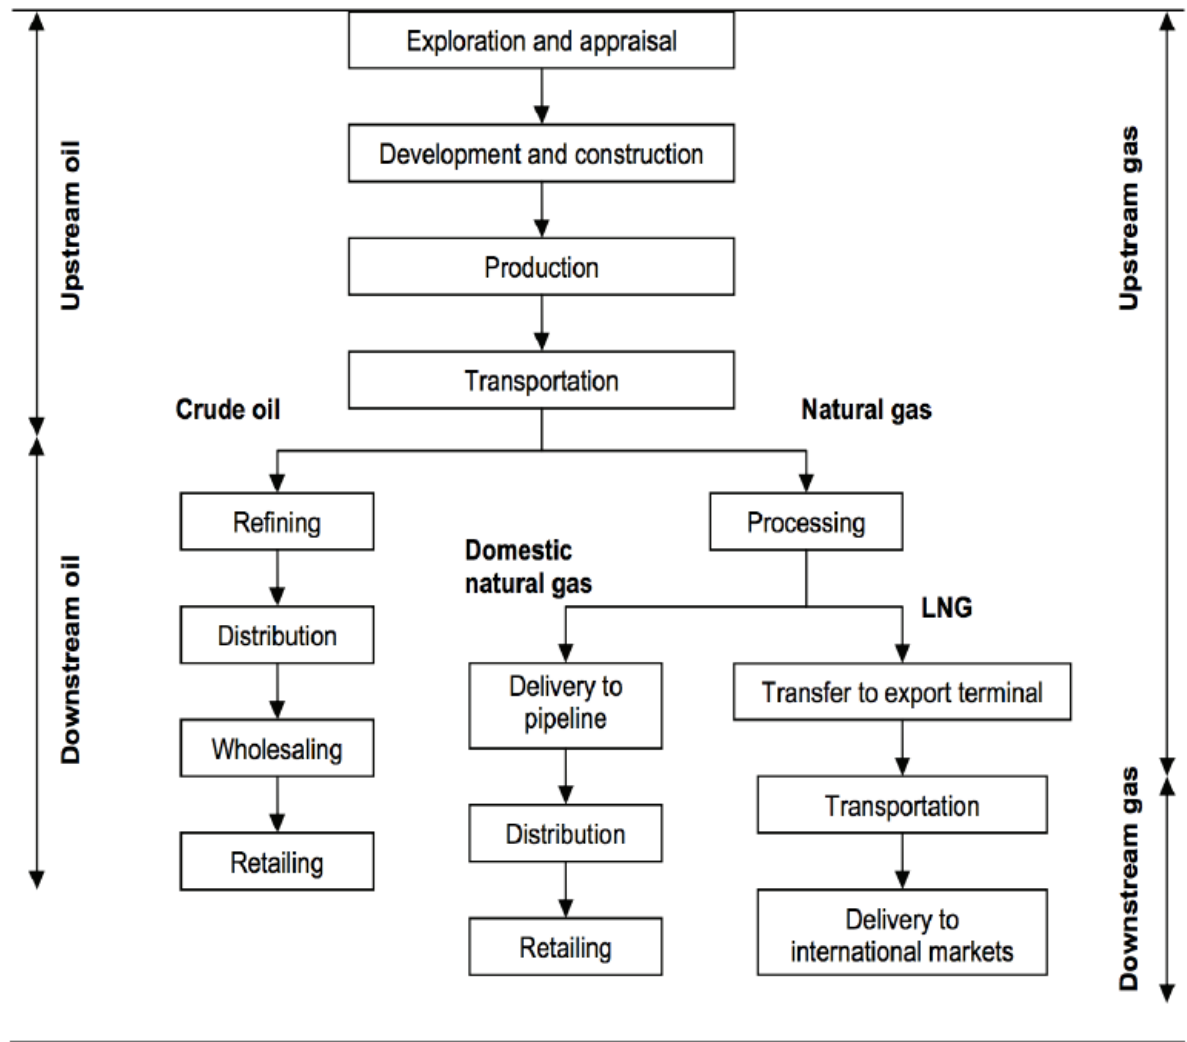 Exploration and appraisal
Development and construction
Production
Transportation
Upstream oil
Upstream gas
Crude oil
Natural gas
Refining
Processing
Domestic
natural gas
LNG
Distribution
Delivery to
pipeline
Transfer to export terminal
Downstream oil
Wholesaling
Transportation
Distribution
Retailing
Downstream gas
Delivery to
international markets
Retailing